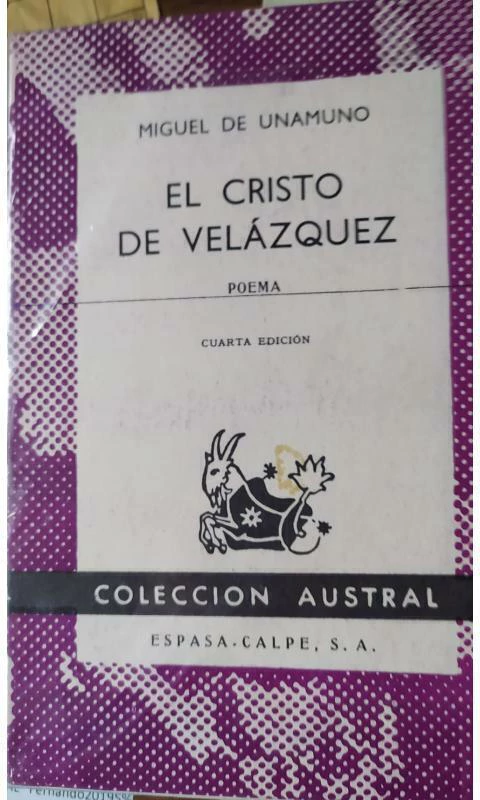 MIGUEL DE UNAMUNO
EL CRISTO
DE VELÁZQUEZ
POEMA
CUARTA EDICIÓN
COLECCION AUSTRAL
ESPASA-CALPE, S. A.